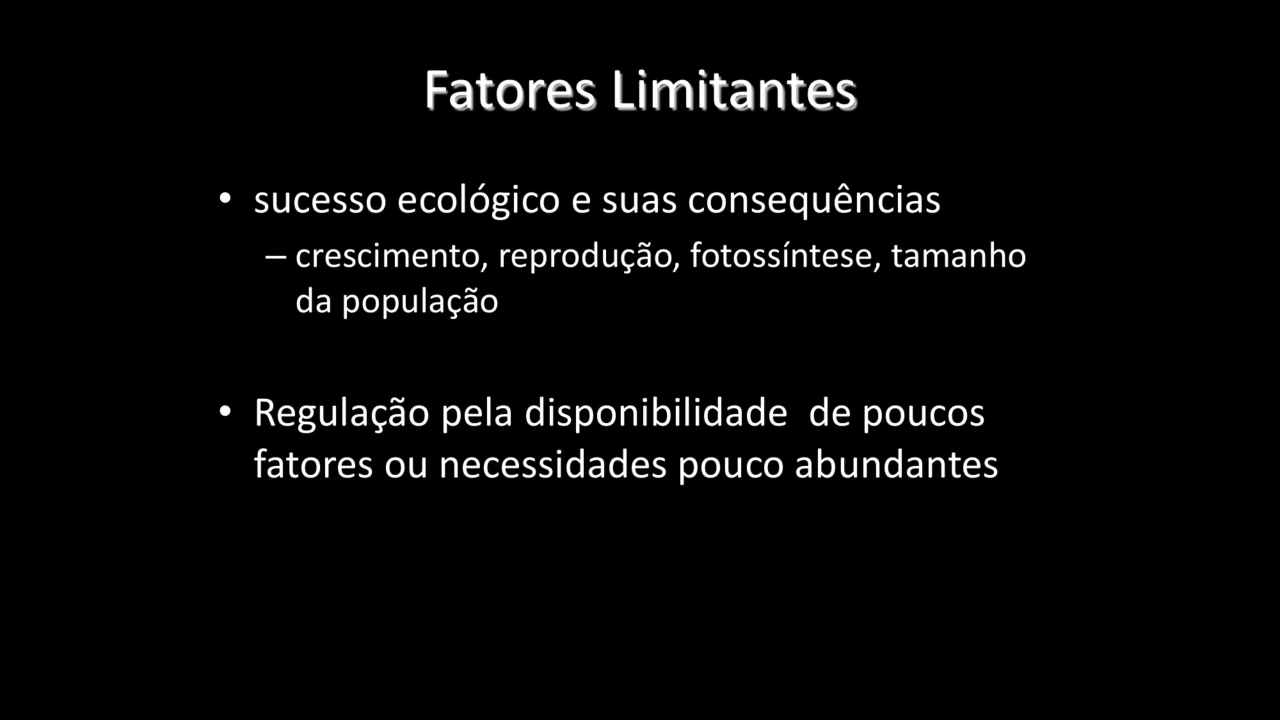 Fatores Limitantes
• sucesso ecológico e suas consequências
– crescimento, reprodução, fotossíntese, tamanho
da população
• Regulação pela disponibilidade  de poucos
fatores ou necessidades pouco abundantes